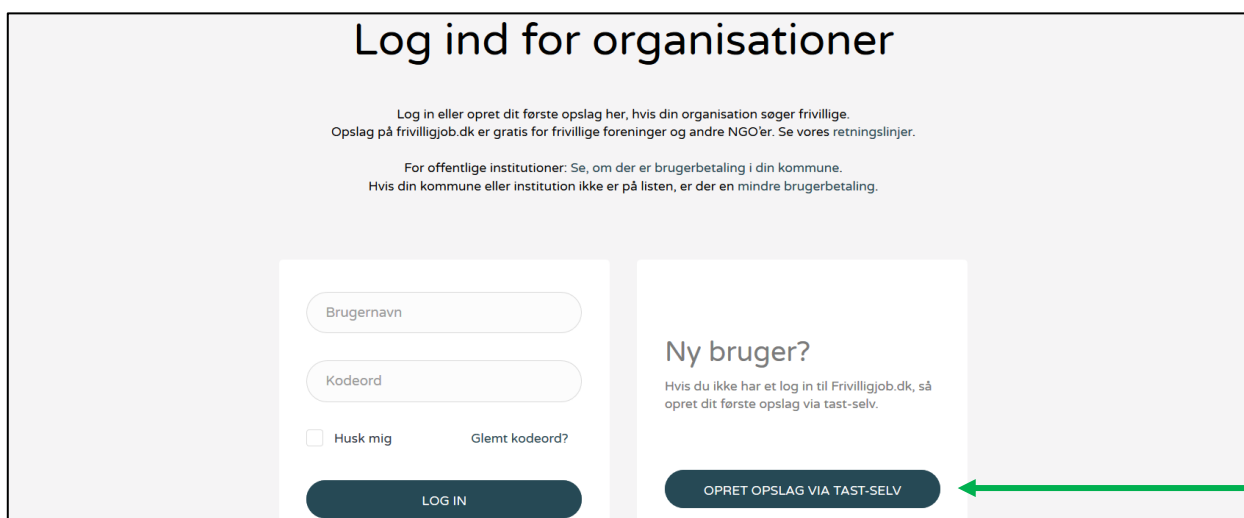 Log ind for organisationer
Log in eller opret dit første opslag her, hvis din organisation søger frivillige.
Opslag på frivilligjob.dk er gratis for frivillige foreninger og andre NGO'er. Se vores retningslinjer.
For offentlige institutioner: Se, om der er brugerbetaling i din kommune.
Hvis din kommune eller institution ikke er på listen, er der en mindre brugerbetaling.
Brugernavn
Kodeord
Husk mig
Glemt kodeord?
LOG IN
Ny bruger?
Hvis du ikke har et log in til Frivilligjob.dk, så
opret dit første opslag via tast-selv.
OPRET OPSLAG VIA TAST-SELV